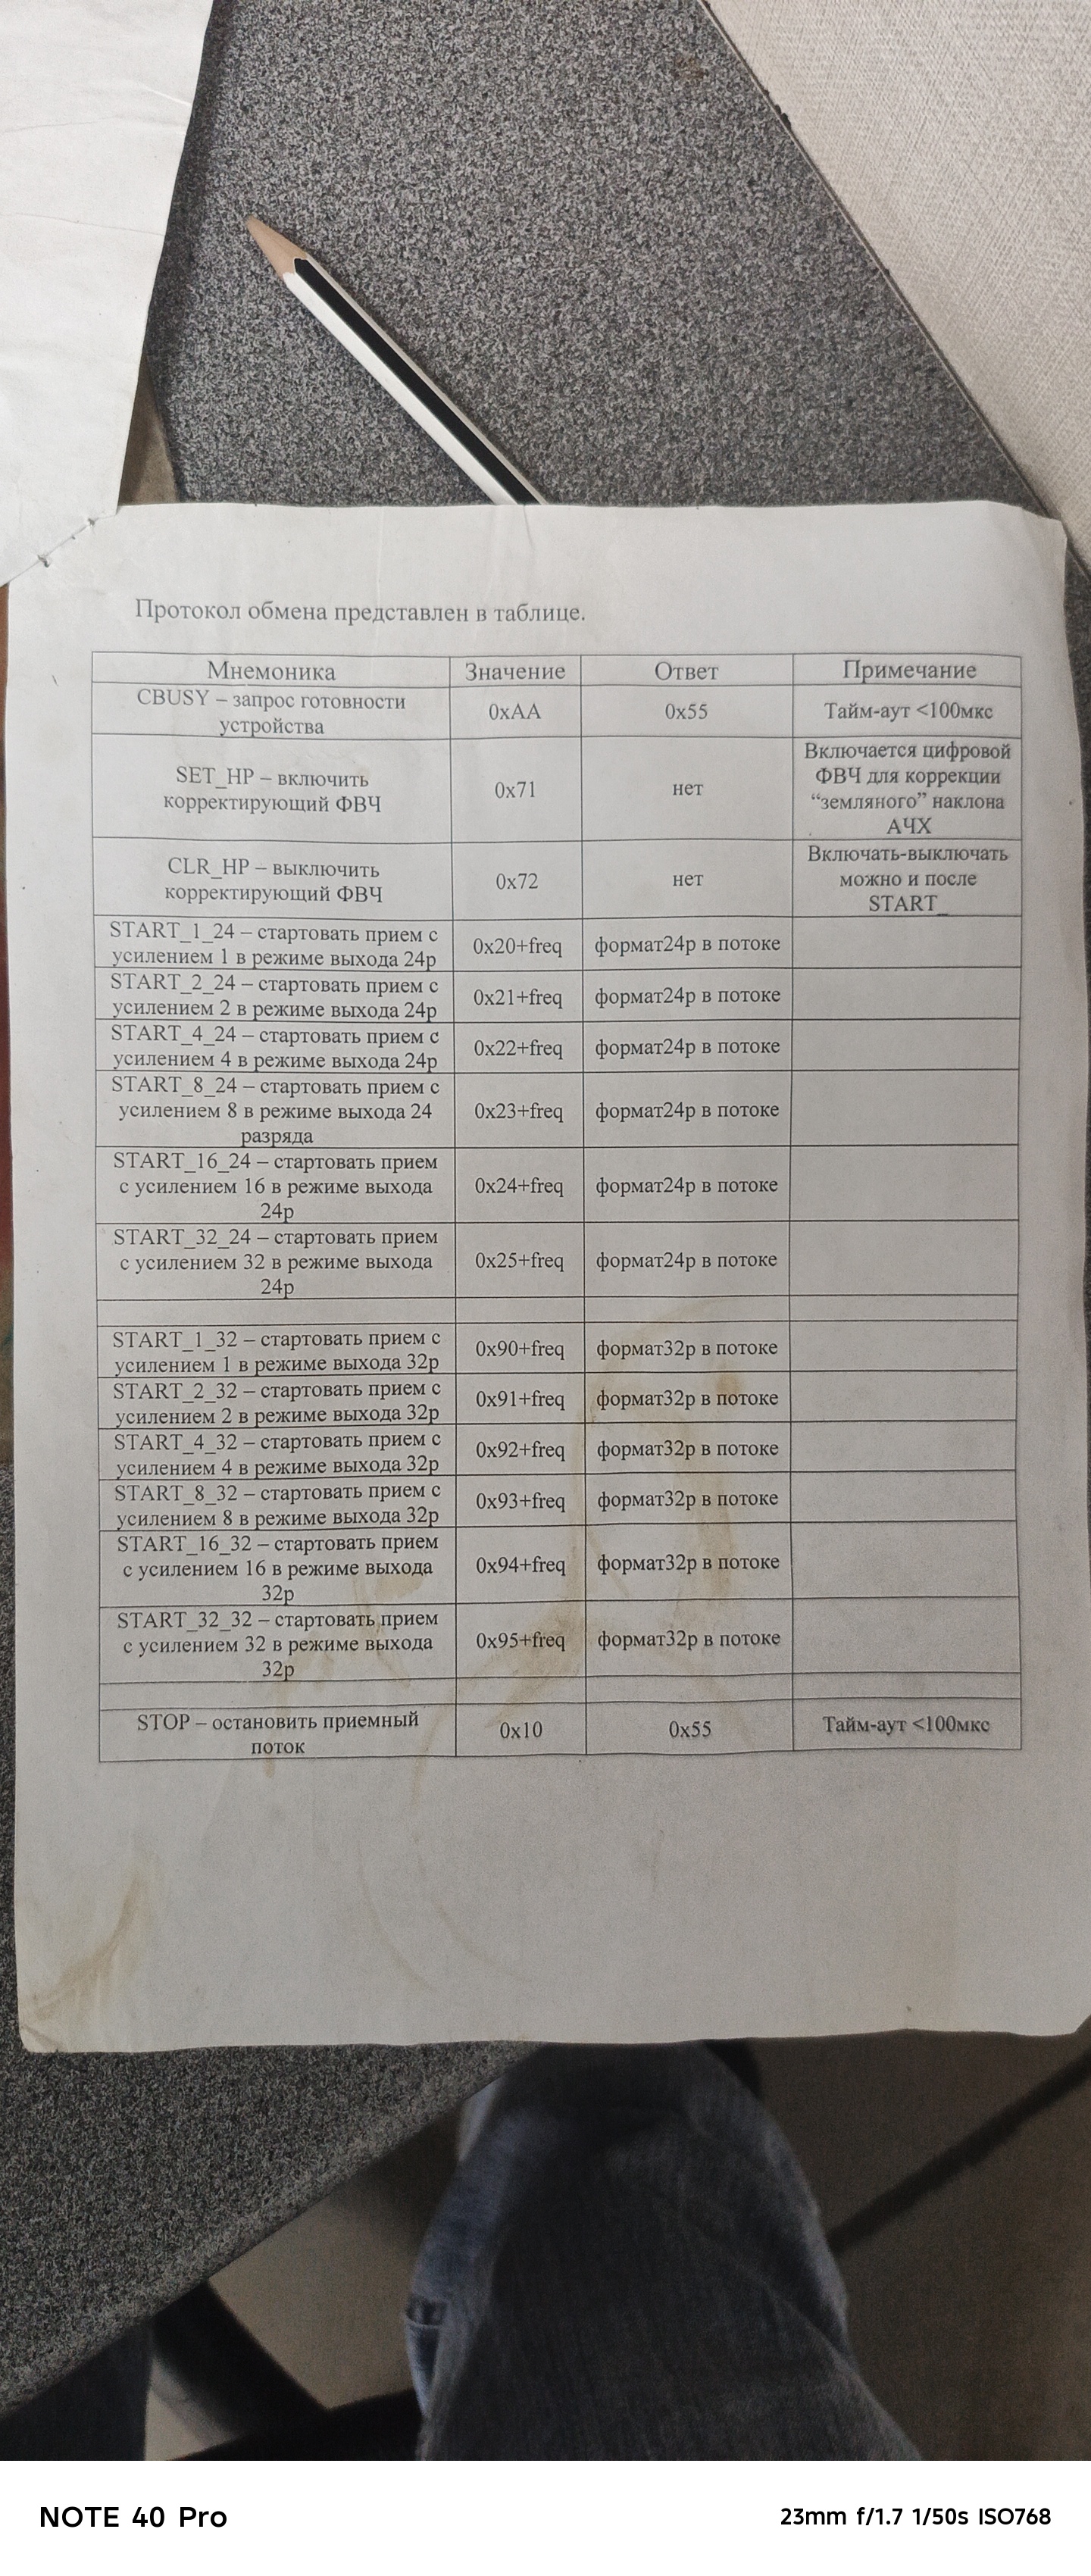 Протокол обмена представлен в таблице.
Мнемоника Значение Ответ Примечание
CBUSY – запрос готовности
устройства
0xAA
0x55
Тайм-аут <100мкс
SET_HP – включить
корректирующий ФВЧ
0x71
нет
Включается цифровой
ФВЧ для коррекции
“земляного” наклона
АЧХ
CLR_HP – выключить
корректирующий ФВЧ
0x72
нет
Включать-выключать
можно и после
START_
START_1_24 – стартовать прием с
усилением 1 в режиме выхода 24р
0x20+freq
формат24р в потоке
START_2_24 – стартовать прием с
усилением 2 в режиме выхода 24р
0x21+freq
формат24р в потоке
START_4_24 – стартовать прием с
усилением 4 в режиме выхода 24р
0x22+freq
формат24р в потоке
START_8_24 – стартовать прием с
усилением 8 в режиме выхода 24
разряда
0x23+freq
формат24р в потоке
START_16_24 – стартовать прием
с усилением 16 в режиме выхода
24р
0x24+freq
формат24р в потоке
START_32_24 – стартовать прием
с усилением 32 в режиме выхода
24р
0x25+freq
формат24р в потоке
START_1_32 – стартовать прием с
усилением 1 в режиме выхода 32р
0x90+freq
формат32р в потоке
START_2_32 – стартовать прием с
усилением 2 в режиме выхода 32р
0x91+freq
формат32р в потоке
START_4_32 – стартовать прием с
усилением 4 в режиме выхода 32р
0x92+freq
формат32р в потоке
START_8_32 – стартовать прием с
усилением 8 в режиме выхода 32р
0x93+freq
формат32р в потоке
START_16_32 – стартовать прием
с усилением 16 в режиме выхода
32р
0x94+freq
формат32р в потоке
START_32_32 – стартовать прием
с усилением 32 в режиме выхода
32р
0x95+freq
формат32р в потоке
STOP – остановить приемный
поток
0x10
0x55
Тайм-аут <100мкс
NOTE 40 Pro
23mm f/1.7 1/50s ISO768